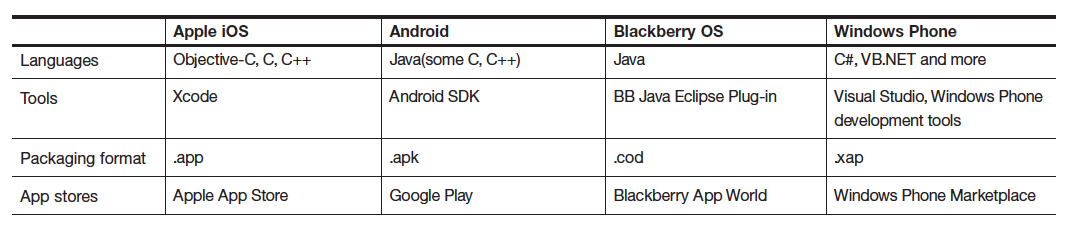 Apple iOS Android Blackberry OS Windows Phone
Languages Objective-C, C, C++ Java(some C, C++) Java C#, VB.NET and more
Tools Xcode Android SDK BB Java Eclipse Plug-in Visual Studio, Windows Phone
development tools
Packaging format .app .apk .cod .xap
App stores Apple App Store Google Play Blackberry App World Windows Phone Marketplace